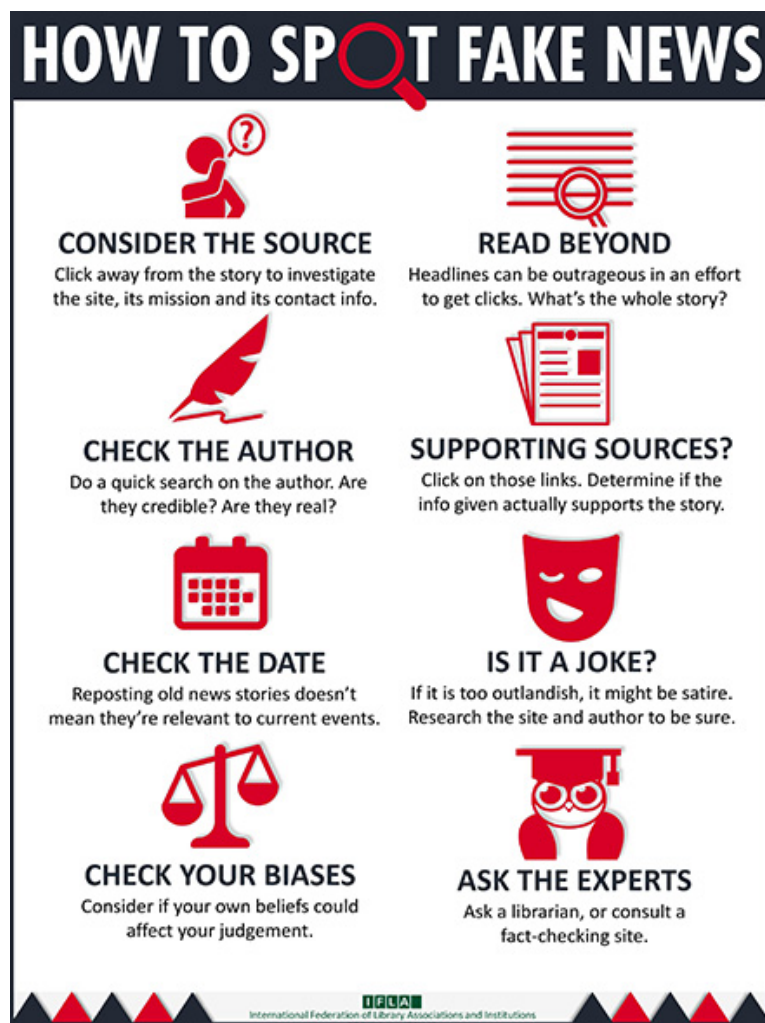 HOW TO SPOT FAKE NEWS
?
CONSIDER THE SOURCE
Click away from the story to investigate
the site, its mission and its contact info.
READ BEYOND
Headlines can be outrageous in an effort
to get clicks. What's the whole story?
CHECK THE AUTHOR
Do a quick search on the author. Are
they credible? Are they real?
SUPPORTING SOURCES?
Click on those links. Determine if the
info given actually supports the story.
CHECK THE DATE
Reposting old news stories doesn't
mean they're relevant to current events.
IS IT A JOKE?
If it is too outlandish, it might be satire.
Research the site and author to be sure.
CHECK YOUR BIASES
Consider if your own beliefs could
affect your judgement.
ASK THE EXPERTS
Ask a librarian, or consult a
fact-checking site.
IFLA
International Federation of Library Associations and Institutions